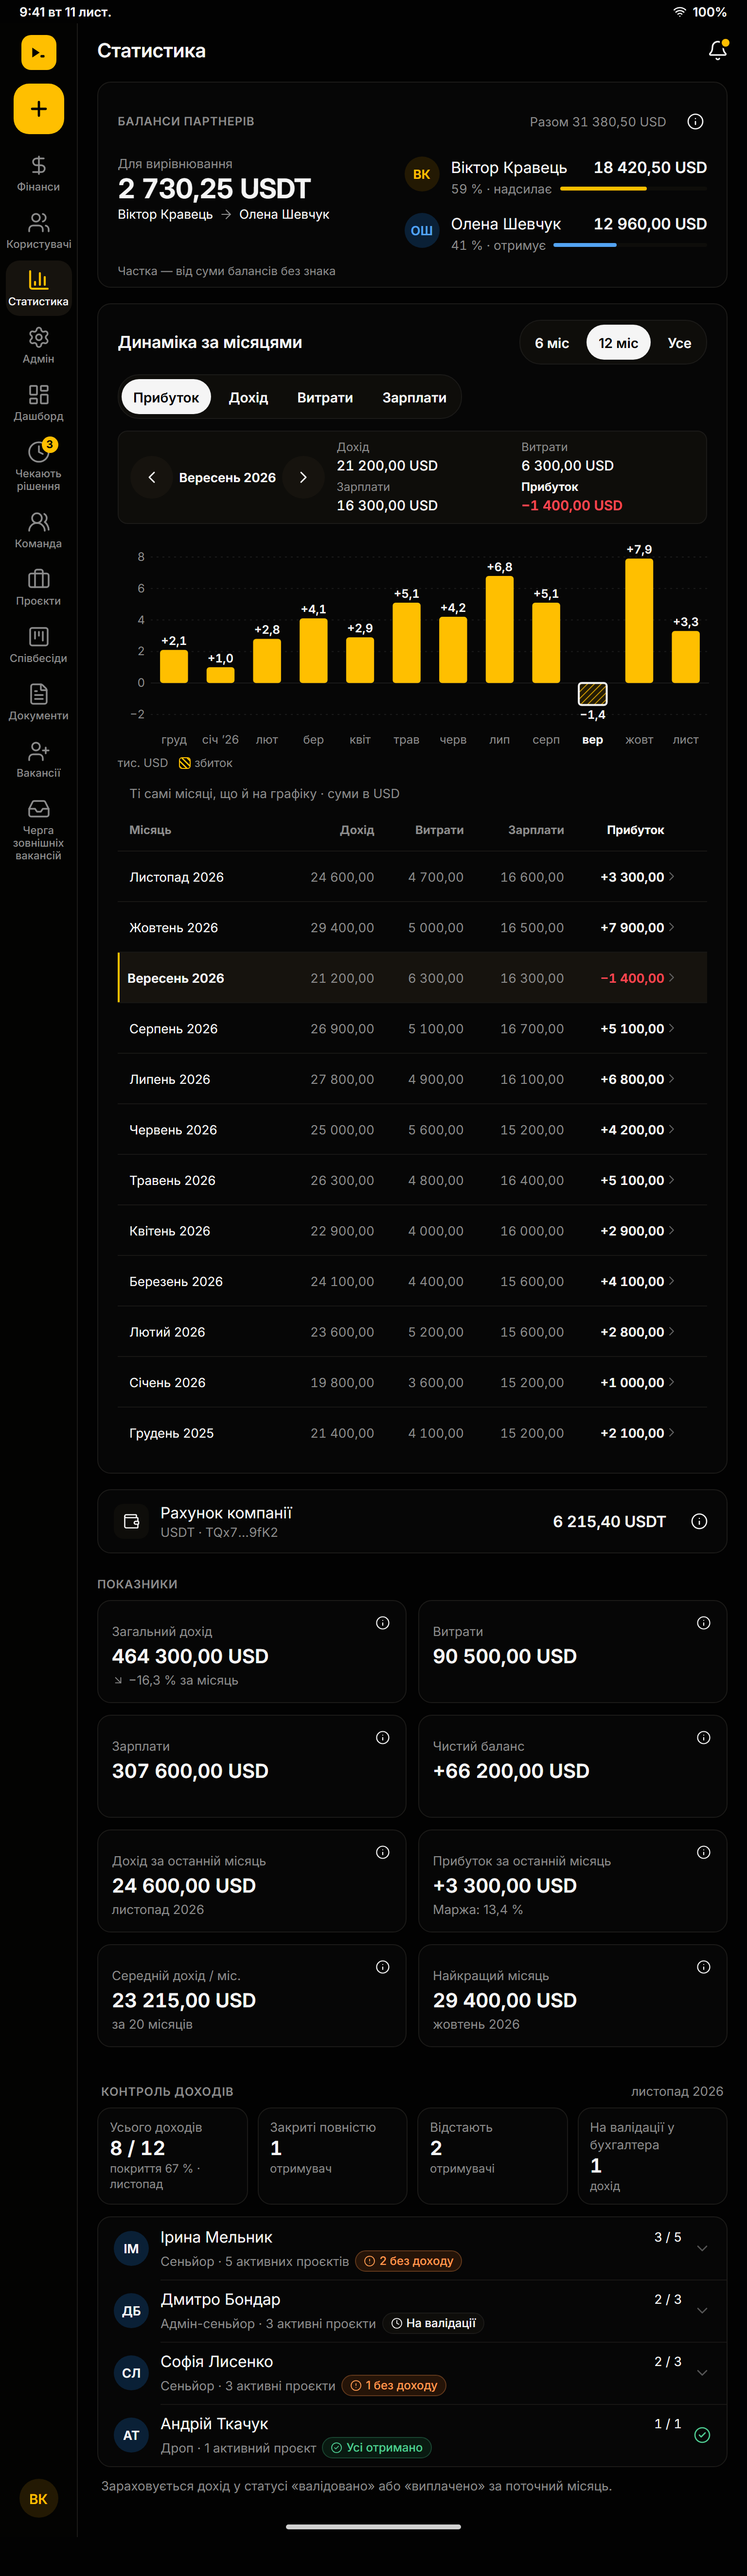 9:41 вт 11 лист.
100%
Статистика
Фінанси
Користувачі
Статистика
Адмін
Дашборд
3
Чекають
рішення
Команда
Проєкти
Співбесіди
Документи
Вакансії
Черга
зовнішніх
вакансій
ВК
БАЛАНСИ ПАРТНЕРІВ
Разом 31 380,50 USD
Для вирівнювання
2 730,25 USDT
Віктор Кравець → Олена Шевчук
Частка — від суми балансів без знака
ВК
Віктор Кравець 18 420,50 USD
59 % · надсилає
ОШ
Олена Шевчук 12 960,00 USD
41 % · отримує
Динаміка за місяцями
6 міс 12 міс Усе
Прибуток Дохід Витрати Зарплати
Вересень 2026
Дохід
21 200,00 USD
Витрати
6 300,00 USD
Зарплати
16 300,00 USD
Прибуток
−1 400,00 USD
8
6
4
2
0
−2
+2,1 +1,0 +2,8 +4,1 +2,9 +5,1 +4,2 +6,8 +5,1 −1,4 +7,9 +3,3
груд січ '26 лют бер квіт трав черв лип серп вер жовт лист
тис. USD збиток
Ті самі місяці, що й на графіку · суми в USD
Місяць Дохід Витрати Зарплати Прибуток
Листопад 2026 24 600,00 4 700,00 16 600,00 +3 300,00
Жовтень 2026 29 400,00 5 000,00 16 500,00 +7 900,00
Вересень 2026 21 200,00 6 300,00 16 300,00 −1 400,00
Серпень 2026 26 900,00 5 100,00 16 700,00 +5 100,00
Липень 2026 27 800,00 4 900,00 16 100,00 +6 800,00
Червень 2026 25 000,00 5 600,00 15 200,00 +4 200,00
Травень 2026 26 300,00 4 800,00 16 400,00 +5 100,00
Квітень 2026 22 900,00 4 000,00 16 000,00 +2 900,00
Березень 2026 24 100,00 4 400,00 15 600,00 +4 100,00
Лютий 2026 23 600,00 5 200,00 15 600,00 +2 800,00
Січень 2026 19 800,00 3 600,00 15 200,00 +1 000,00
Грудень 2025 21 400,00 4 100,00 15 200,00 +2 100,00
Рахунок компанії
USDT · TQx7…9fK2
6 215,40 USDT
ПОКАЗНИКИ
Загальний дохід
464 300,00 USD
−16,3 % за місяць
Витрати
90 500,00 USD
Зарплати
307 600,00 USD
Чистий баланс
+66 200,00 USD
Дохід за останній місяць
24 600,00 USD
листопад 2026
Прибуток за останній місяць
+3 300,00 USD
Маржа: 13,4 %
Середній дохід / міс.
23 215,00 USD
за 20 місяців
Найкращий місяць
29 400,00 USD
жовтень 2026
КОНТРОЛЬ ДОХОДІВ
листопад 2026
Усього доходів
8 / 12
покриття 67 % ·
листопад
Закриті повністю
1
отримувач
Відстають
2
отримувачі
На валідації у
бухгалтера
1
дохід
ІМ
Ірина Мельник 3 / 5
Сеньйор · 5 активних проєктів 2 без доходу
ДБ
Дмитро Бондар 2 / 3
Адмін-сеньйор · 3 активні проєкти На валідації
СЛ
Софія Лисенко 2 / 3
Сеньйор · 3 активні проєкти 1 без доходу
АТ
Андрій Ткачук 1 / 1
Дроп · 1 активний проєкт Усі отримано
Зараховується дохід у статусі «валідовано» або «виплачено» за поточний місяць.